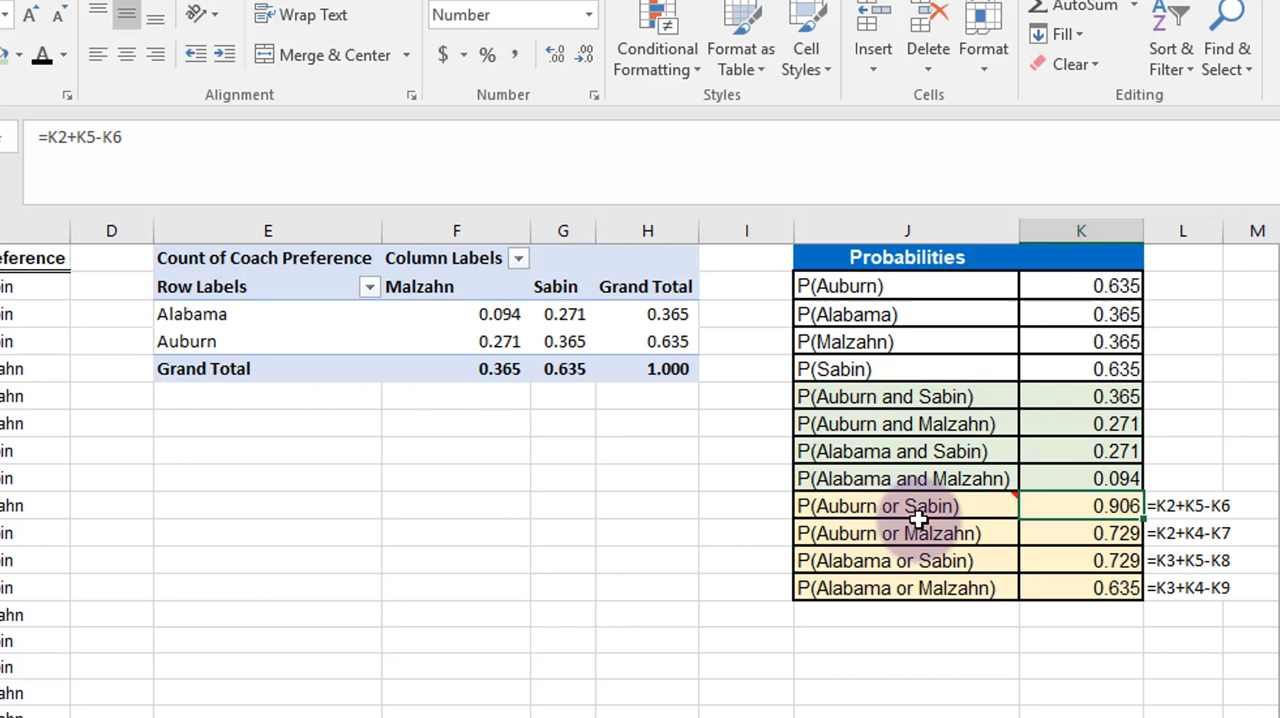 Wrap Text
Number
AutoSum
Merge & Center
$ % ,
Conditional Formatting
Format as Table
Cell Styles
Insert
Delete
Format
Fill
Clear
Sort & Filter
Find & Select
Alignment
Number
Styles
Cells
Editing
=K2+K5-K6
D E F G H I J K L M
eference Count of Coach Preference Column Labels Probabilities
in Row Labels Malzahn Sabin Grand Total P(Auburn) 0.635
in Alabama 0.094 0.271 0.365 P(Alabama) 0.365
in Auburn 0.271 0.365 0.635 P(Malzahn) 0.365
ahn Grand Total 0.365 0.635 1.000 P(Sabin) 0.635
ahn P(Auburn and Sabin) 0.365
ahn P(Auburn and Malzahn) 0.271
in P(Alabama and Sabin) 0.271
in P(Alabama and Malzahn) 0.094
ahn P(Auburn or Sabin) 0.906 =K2+K5-K6
in P(Auburn or Malzahn) 0.729 =K2+K4-K7
in P(Alabama or Sabin) 0.729 =K3+K5-K8
in P(Alabama or Malzahn) 0.635 =K3+K4-K9
ahn
in
in
ahn